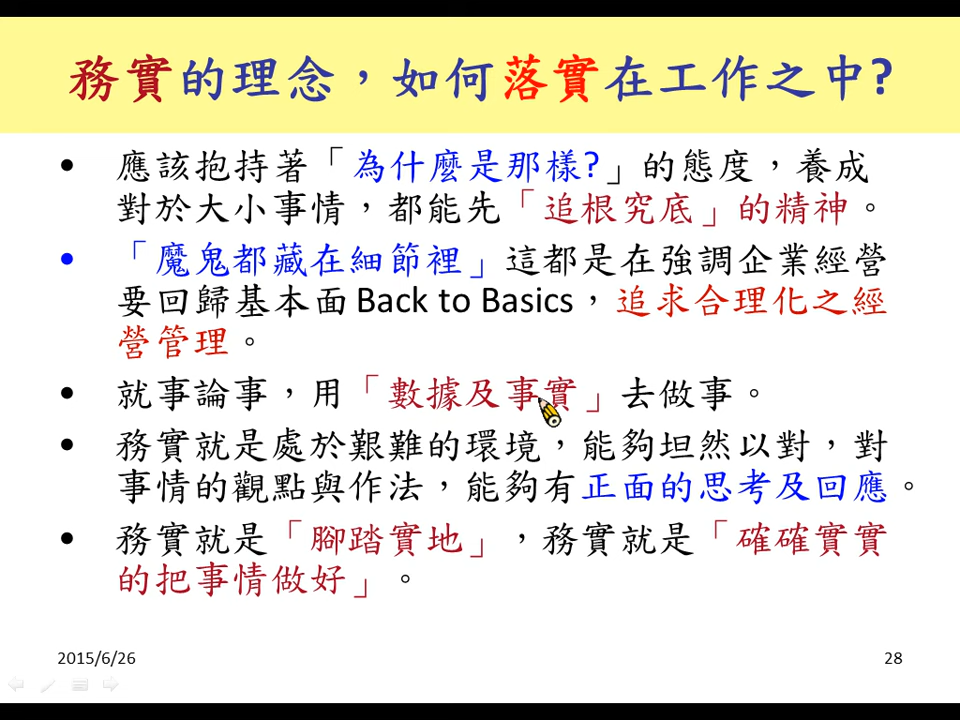 務實的理念，如何落實在工作之中?
• 應該抱持著「為什麼是那樣?」的態度，養成
對於大小事情，都能先「追根究底」的精神。
• 「魔鬼都藏在細節裡」這都是在強調企業經營
要回歸基本面 Back to Basics，追求合理化之經
營管理。
• 就事論事，用「數據及事實」去做事。
• 務實就是處於艱難的環境，能夠坦然以對，對
事情的觀點與作法，能夠有正面的思考及回應。
• 務實就是「腳踏實地」，務實就是「確確實實
的把事情做好」。
2015/6/26
28